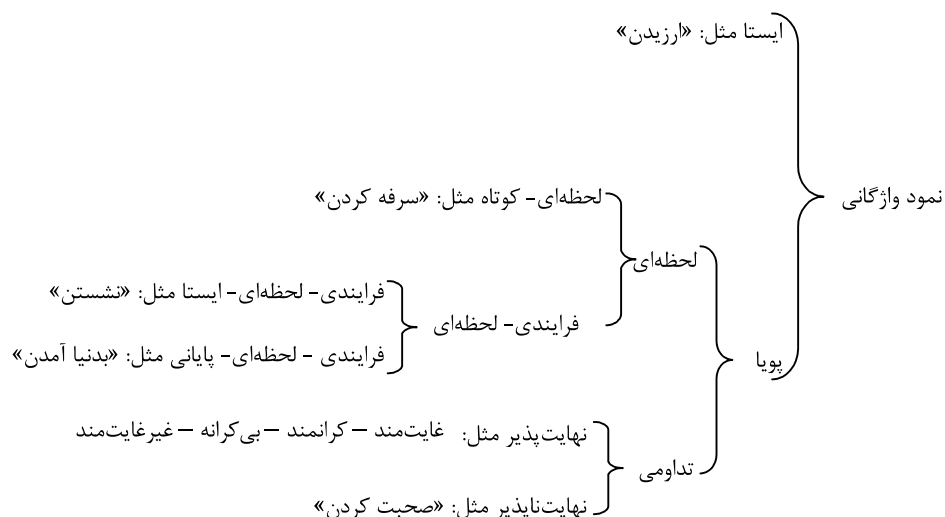 ایستا مثل: «ارزیدن»
نمود واژگانی
لحظه‌ای- کوتاه مثل: «سرفه کردن»
لحظه‌ای
فرایندی- لحظه‌ای- ایستا مثل: «نشستن»
فرایندی- لحظه‌ای
فرایندی - لحظه‌ای- پایانی مثل: «بدنیا آمدن»
پویا
نهایت‌پذیر مثل: غایت‌مند – کرانمند – بی‌کرانه – غیرغایت‌مند
تداومی
نهایت‌ناپذیر مثل: «صحبت کردن»